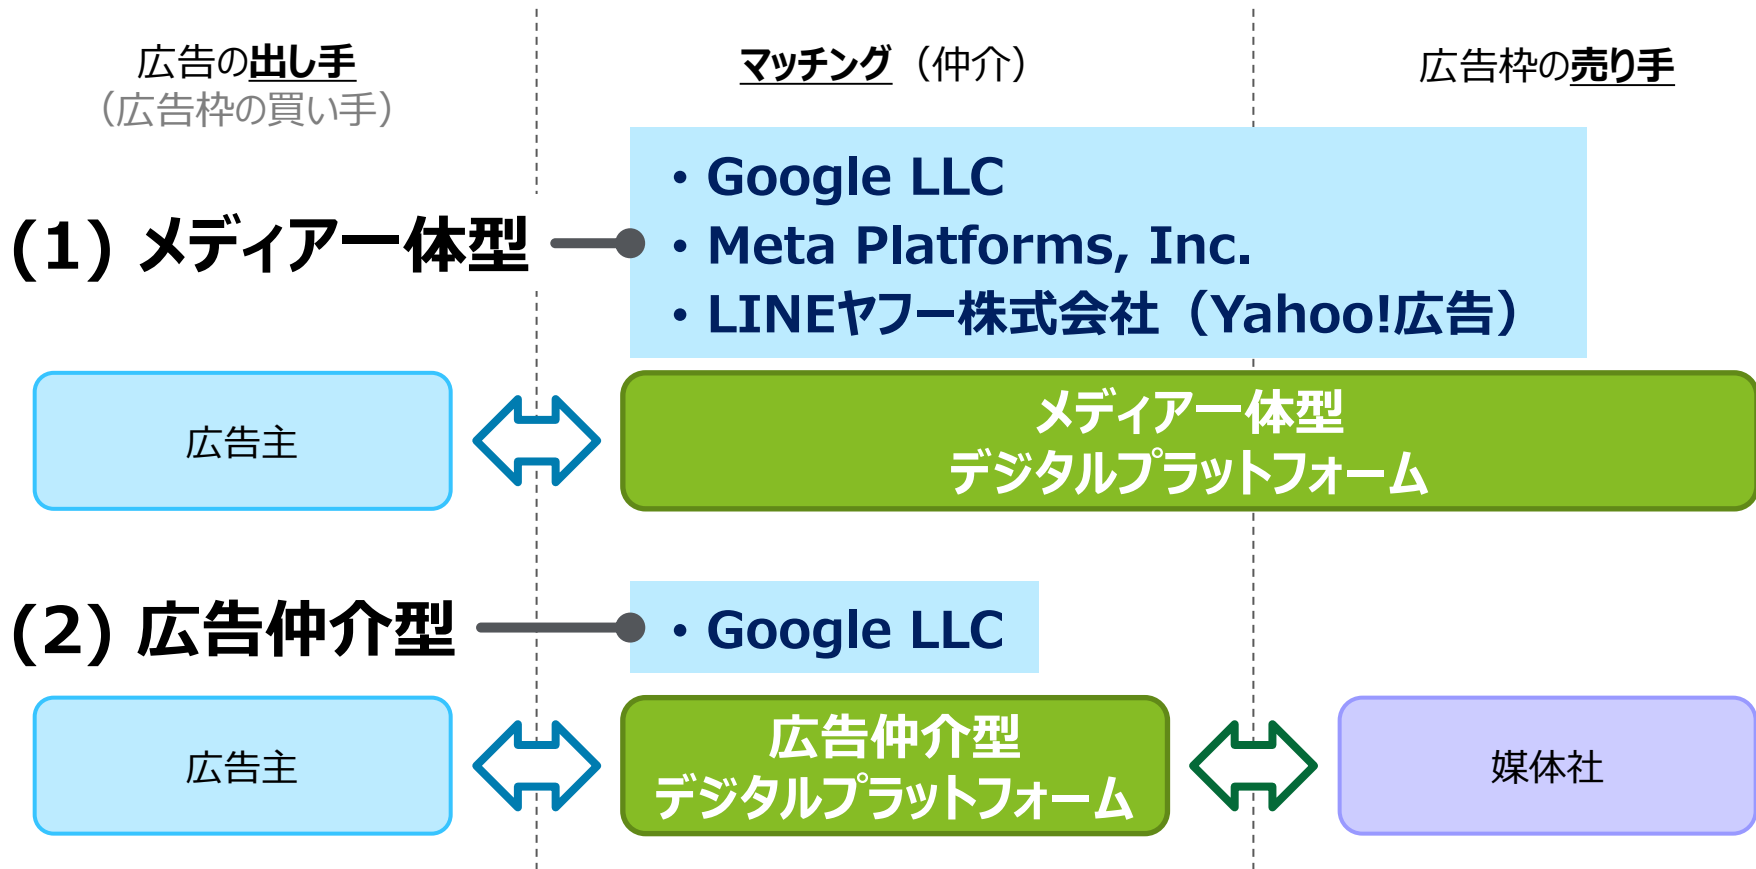 広告の出し手
（広告枠の買い手）
マッチング（仲介）
広告枠の売り手
(1) メディア一体型
・Google LLC
・Meta Platforms, Inc.
・LINEヤフー株式会社（Yahoo!広告）
広告主
メディア一体型
デジタルプラットフォーム
(2) 広告仲介型
・Google LLC
広告主
広告仲介型
デジタルプラットフォーム
媒体社